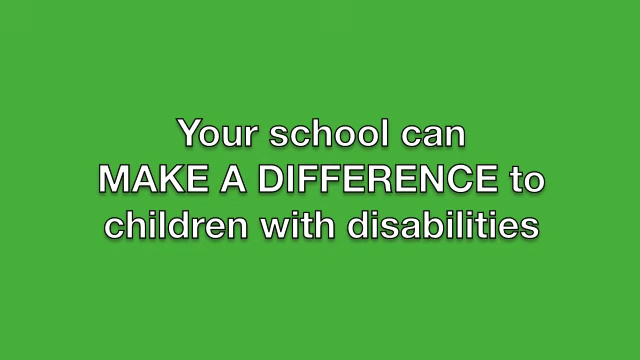 Your school can
MAKE A DIFFERENCE to
children with disabilities